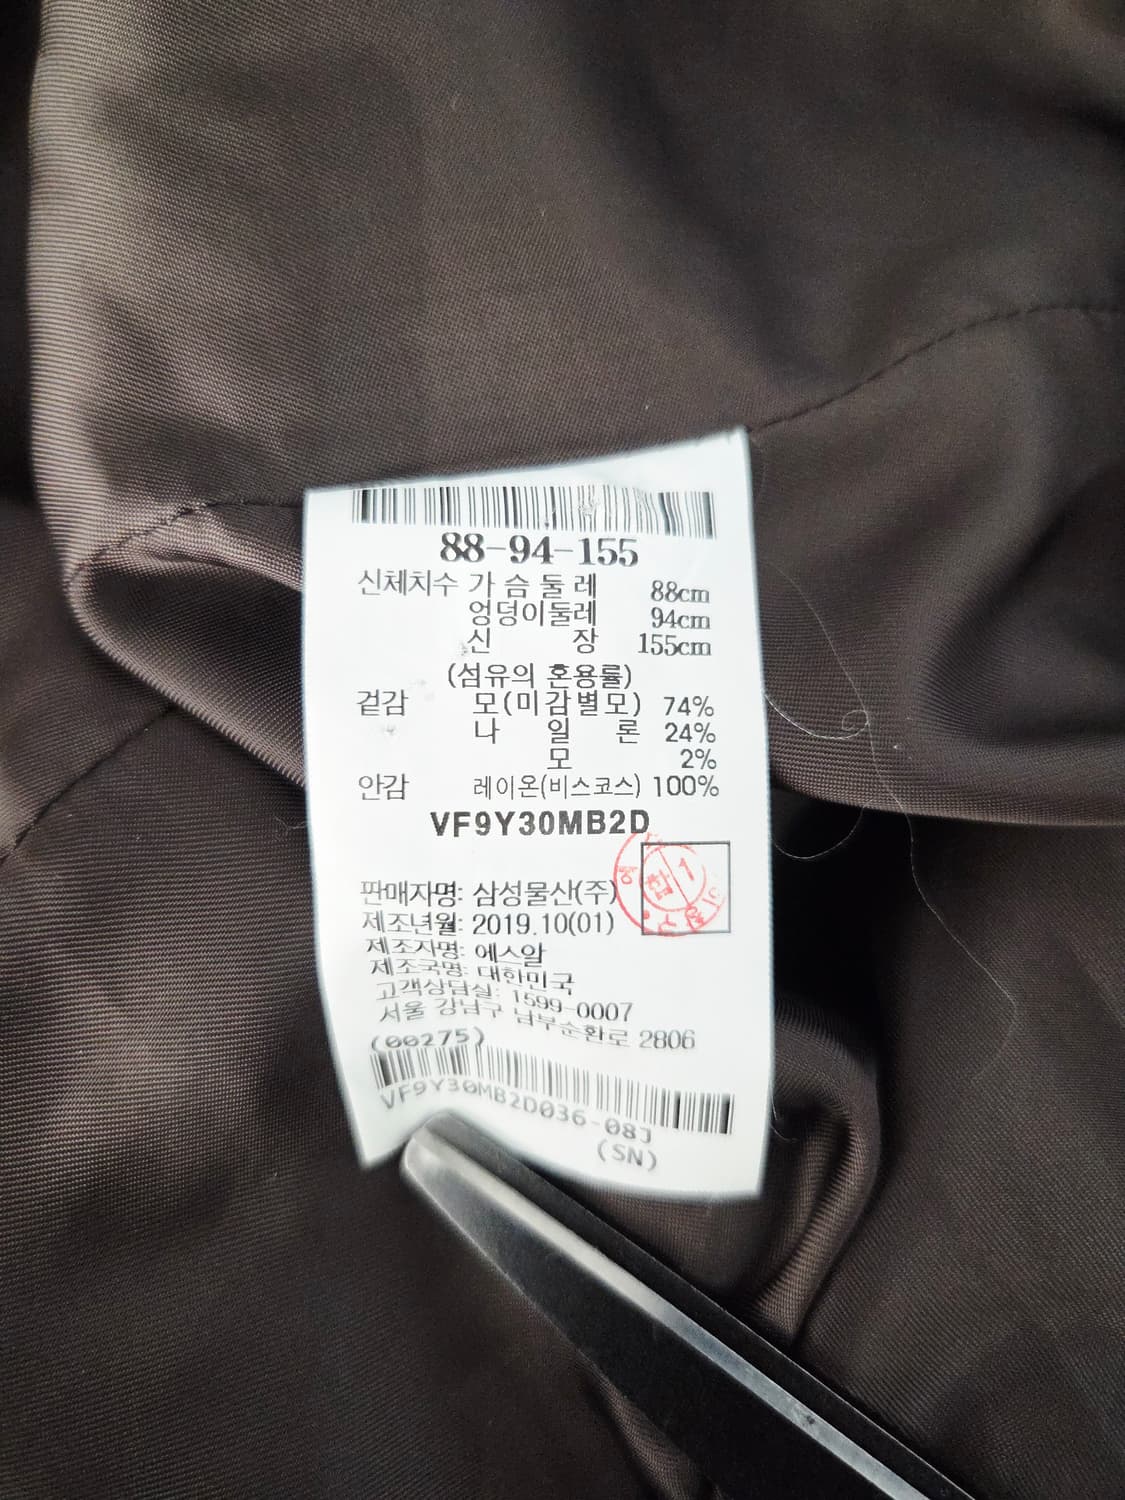 88-94-155
신체치수 가 슴 둘 레 88cm
엉덩이둘레 94cm
신 장 155cm
(섬유의 혼용률)
겉감 모(미감별모) 74%
나 일 론 24%
모 2%
안감 레이온(비스코스) 100%
VF9Y30MB2D
합 1
판매자명: 삼성물산(주)
제조년월: 2019.10(01)
제조자명: 에스알
제조국명: 대한민국
고객상담실: 1599-0007
서울 강남구 남부순환로 2806
(00275)
VF9Y30MB2D036-08J
(SN)